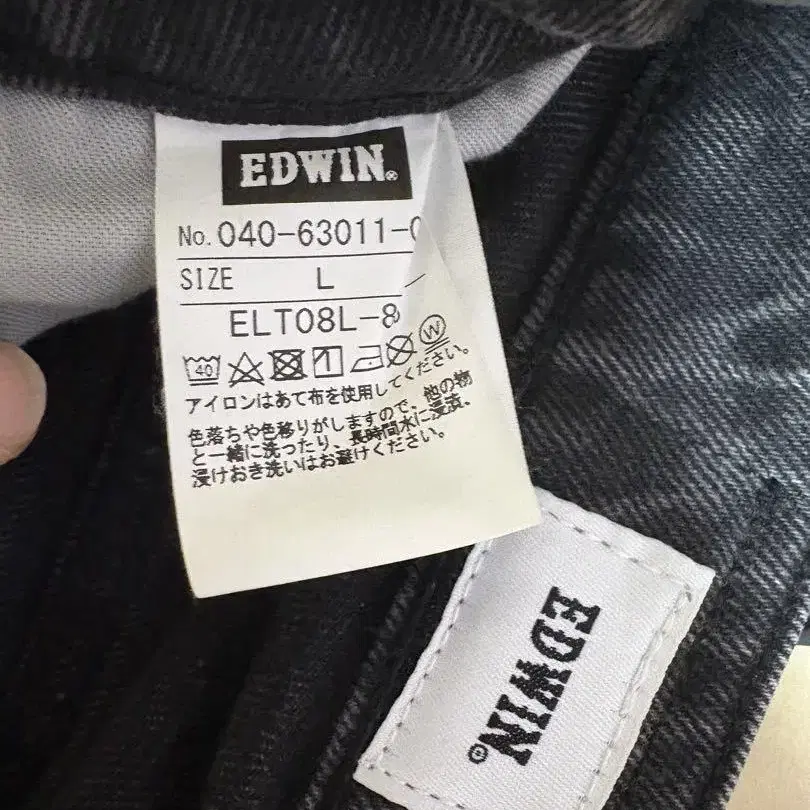 EDWIN®
No. 040-63011-
SIZE L
ELT08L-8
40
W
アイロンはあて布を使用してください。
色落ちや色移りがしますので、他の物
と一緒に洗ったり、長時間水に浸漬、
浸けおき洗いはお避けください。
EDWIN®